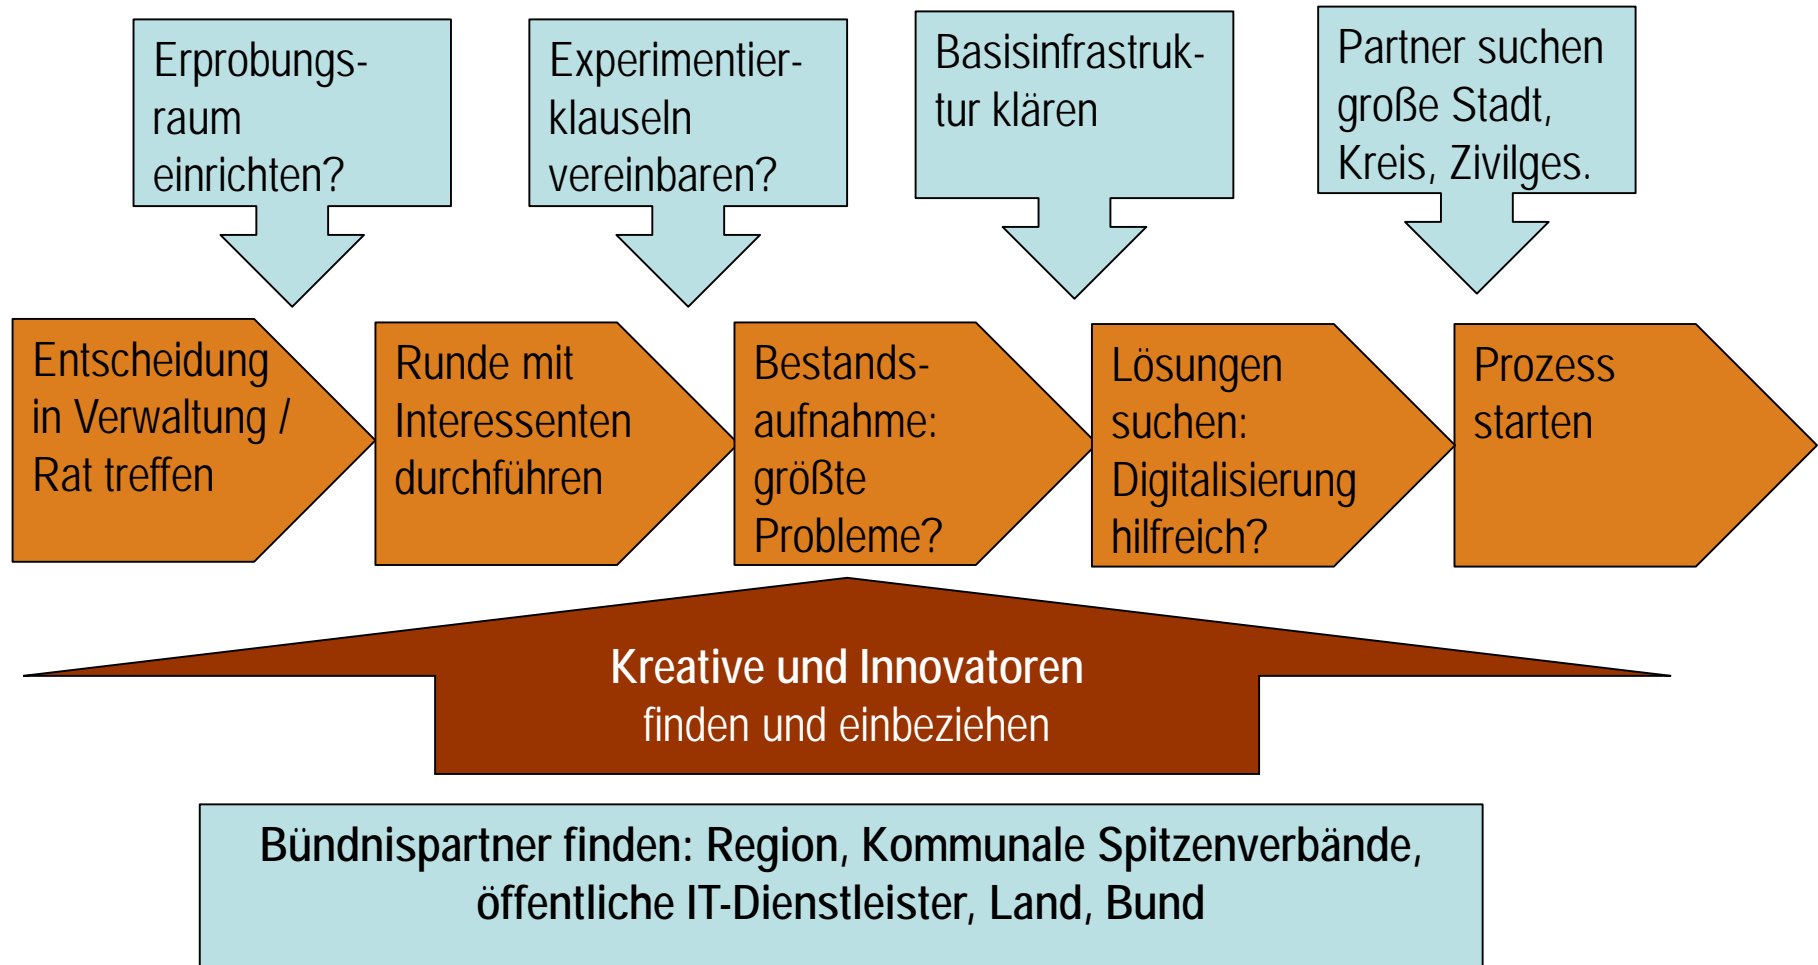 Erprobungs-
raum
einrichten?
Experimentier-
klauseln
vereinbaren?
Basisinfrastruk-
tur klären
Partner suchen
große Stadt,
Kreis, Zivilges.
Entscheidung
in Verwaltung /
Rat treffen
Runde mit
Interessenten
durchführen
Bestands-
aufnahme:
größte
Probleme?
Lösungen
suchen:
Digitalisierung
hilfreich?
Prozess
starten
Kreative und Innovatoren
finden und einbeziehen
Bündnispartner finden: Region, Kommunale Spitzenverbände,
öffentliche IT-Dienstleister, Land, Bund